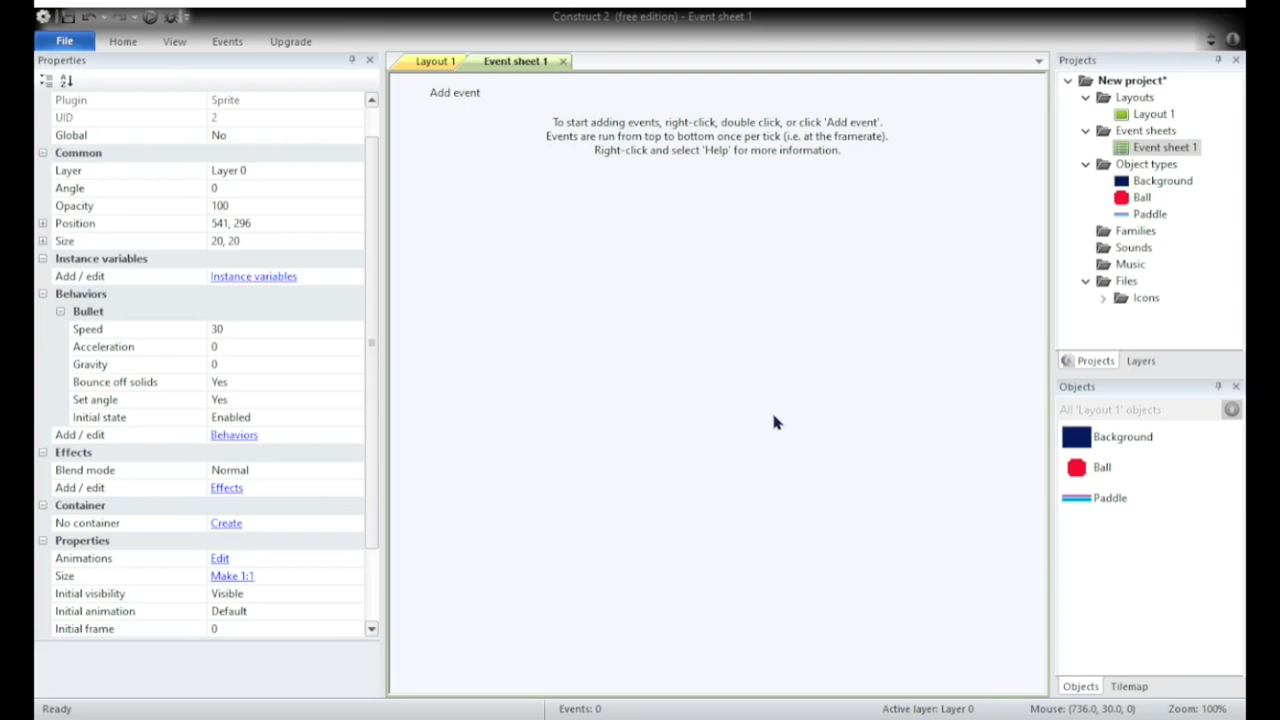 Construct 2 (free edition) - Event sheet 1
File Home View Events Upgrade
Properties
Plugin Sprite
UID 2
Global No
Common
Layer Layer 0
Angle 0
Opacity 100
Position 541, 296
Size 20, 20
Instance variables
Add / edit Instance variables
Behaviors
Bullet
Speed 30
Acceleration 0
Gravity 0
Bounce off solids Yes
Set angle Yes
Initial state Enabled
Add / edit Behaviors
Effects
Blend mode Normal
Add / edit Effects
Container
No container Create
Properties
Animations Edit
Size Make 1:1
Initial visibility Visible
Initial animation Default
Initial frame 0
Layout 1 Event sheet 1
Add event
To start adding events, right-click, double click, or click 'Add event'.
Events are run from top to bottom once per tick (i.e. at the framerate).
Right-click and select 'Help' for more information.
Projects
New project*
Layouts
Layout 1
Event sheets
Event sheet 1
Object types
Background
Ball
Paddle
Families
Sounds
Music
Files
Icons
Projects Layers
Objects
All 'Layout 1' objects
Background
Ball
Paddle
Objects Tilemap
Ready Events: 0 Active layer: Layer 0 Mouse: (736.0, 30.0, 0) Zoom: 100%